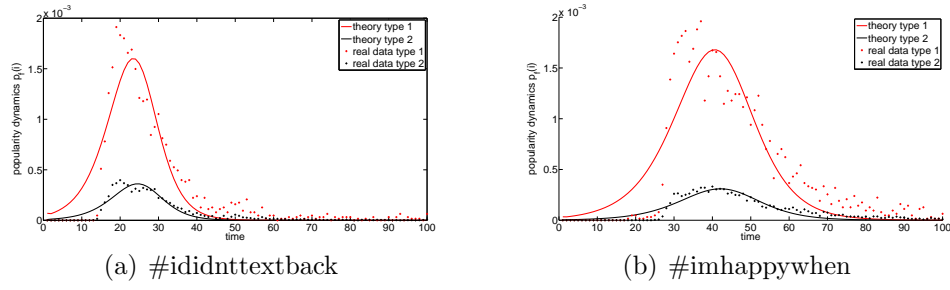 x 10⁻³
2
1.5
1
0.5
0
popularity dynamics pₜ(i)
theory type 1
theory type 2
real data type 1
real data type 2
0 10 20 30 40 50 60 70 80 90 100
time
(a) #ididnttextback
x 10⁻³
2
1.5
1
0.5
0
popularity dynamics pₜ(i)
theory type 1
theory type 2
real data type 1
real data type 2
0 10 20 30 40 50 60 70 80 90 100
time
(b) #imhappywhen